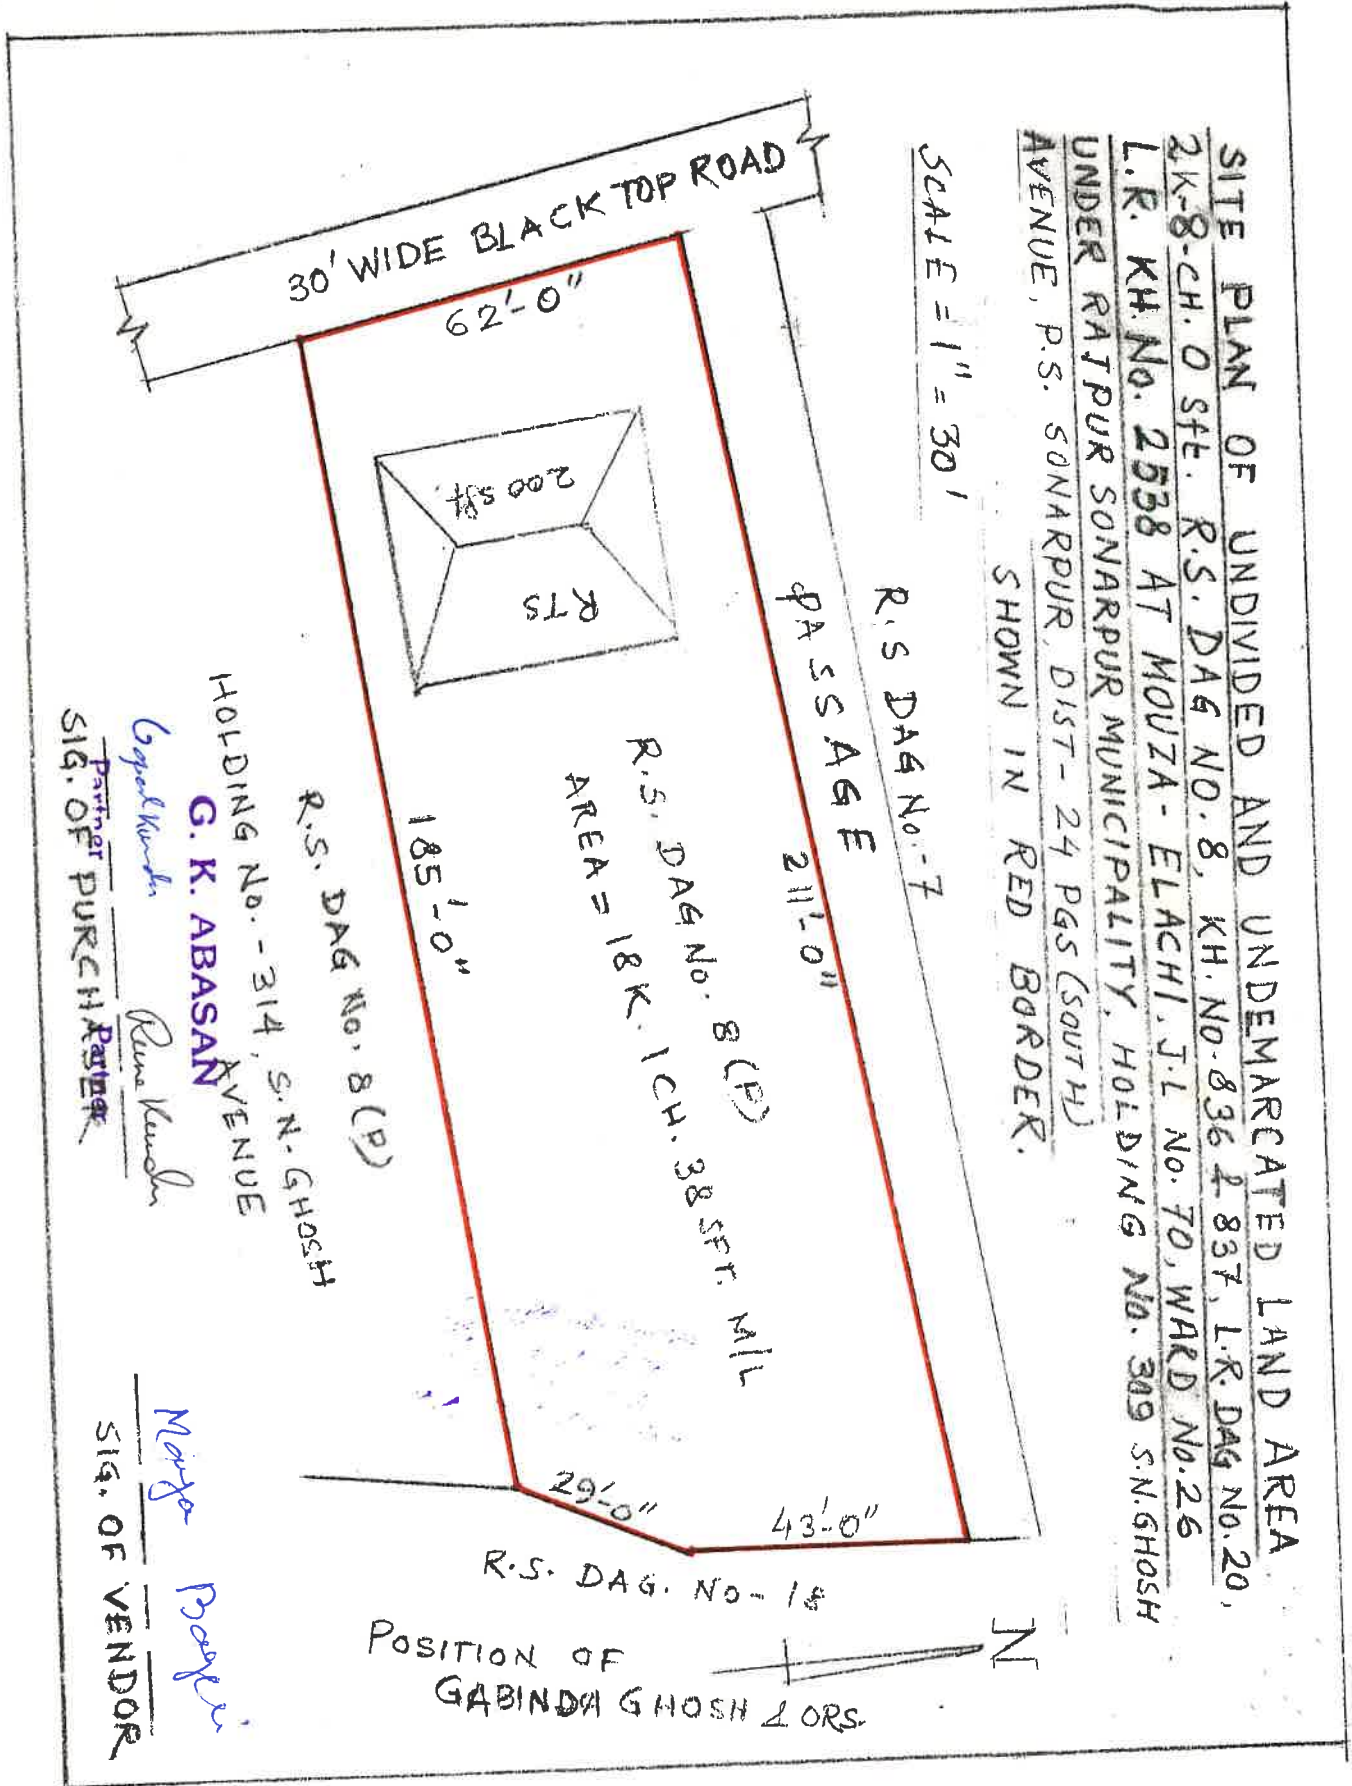 SITE PLAN OF UNDIVIDED AND UNDEMARCATED LAND AREA
2K-8-CH. 0 Sft. R.S. DAG NO. 8, KH. NO- 836 & 837, L.R. DAG NO. 20,
L.R. KH. No. 2538 AT MOUZA- ELACHI, J.L No. 70, WARD No. 26
UNDER RAJPUR SONARPUR MUNICIPALITY, HOLDING No. 309 S.N. GHOSH
AVENUE, P.S. SONARPUR, DIST- 24 PGS (SOUTH)
SHOWN IN RED BORDER.
SCALE = 1" = 30'
30' WIDE BLACK TOP ROAD
R.S DAG No.-7
PASSAGE
62'-0"
211'-0"
200 sft.
RTS
R.S. DAG No. 8 (P)
AREA = 18 K. 1 CH. 38 SFT. M/L
185'-0"
29'-0"
43'-0"
R.S. DAG. NO-
N
POSITION OF
GABINDA GHOSH & ORS.
R.S. DAG No. 8 (P)
HOLDING No. - 314, S.N. GHOSH
AVENUE
G. K. ABASAN
Gopal Kundu
Partner
Partner
SIG. OF PURCHASER
SIG. OF VENDOR